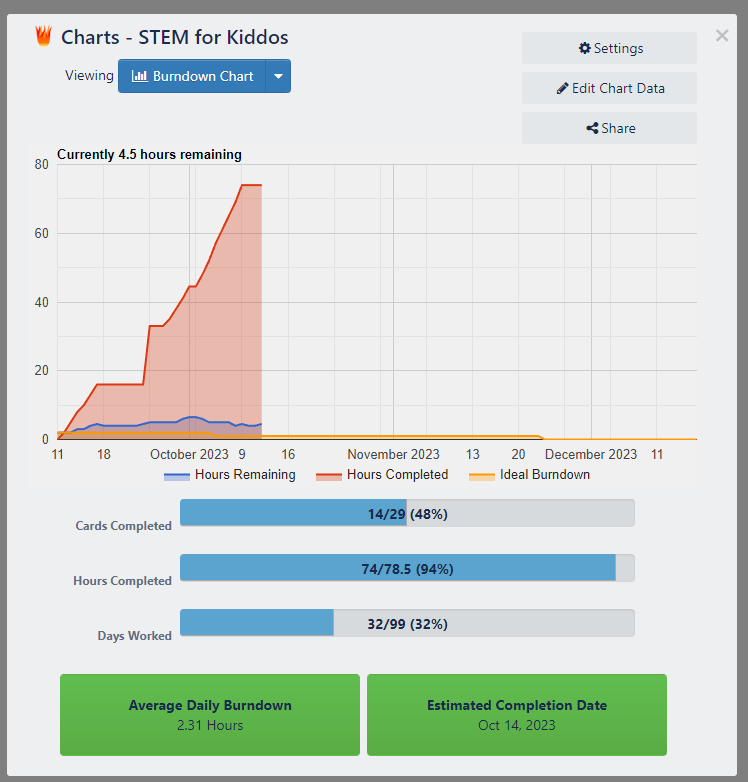 Charts - STEM for Kiddos
Settings
Viewing Burndown Chart
Edit Chart Data
Share
Currently 4.5 hours remaining
80
60
40
20
0
11 18 October 2023 9 16 November 2023 13 20 December 2023 11
Hours Remaining Hours Completed Ideal Burndown
Cards Completed 14/29 (48%)
Hours Completed 74/78.5 (94%)
Days Worked 32/99 (32%)
Average Daily Burndown
2.31 Hours
Estimated Completion Date
Oct 14, 2023